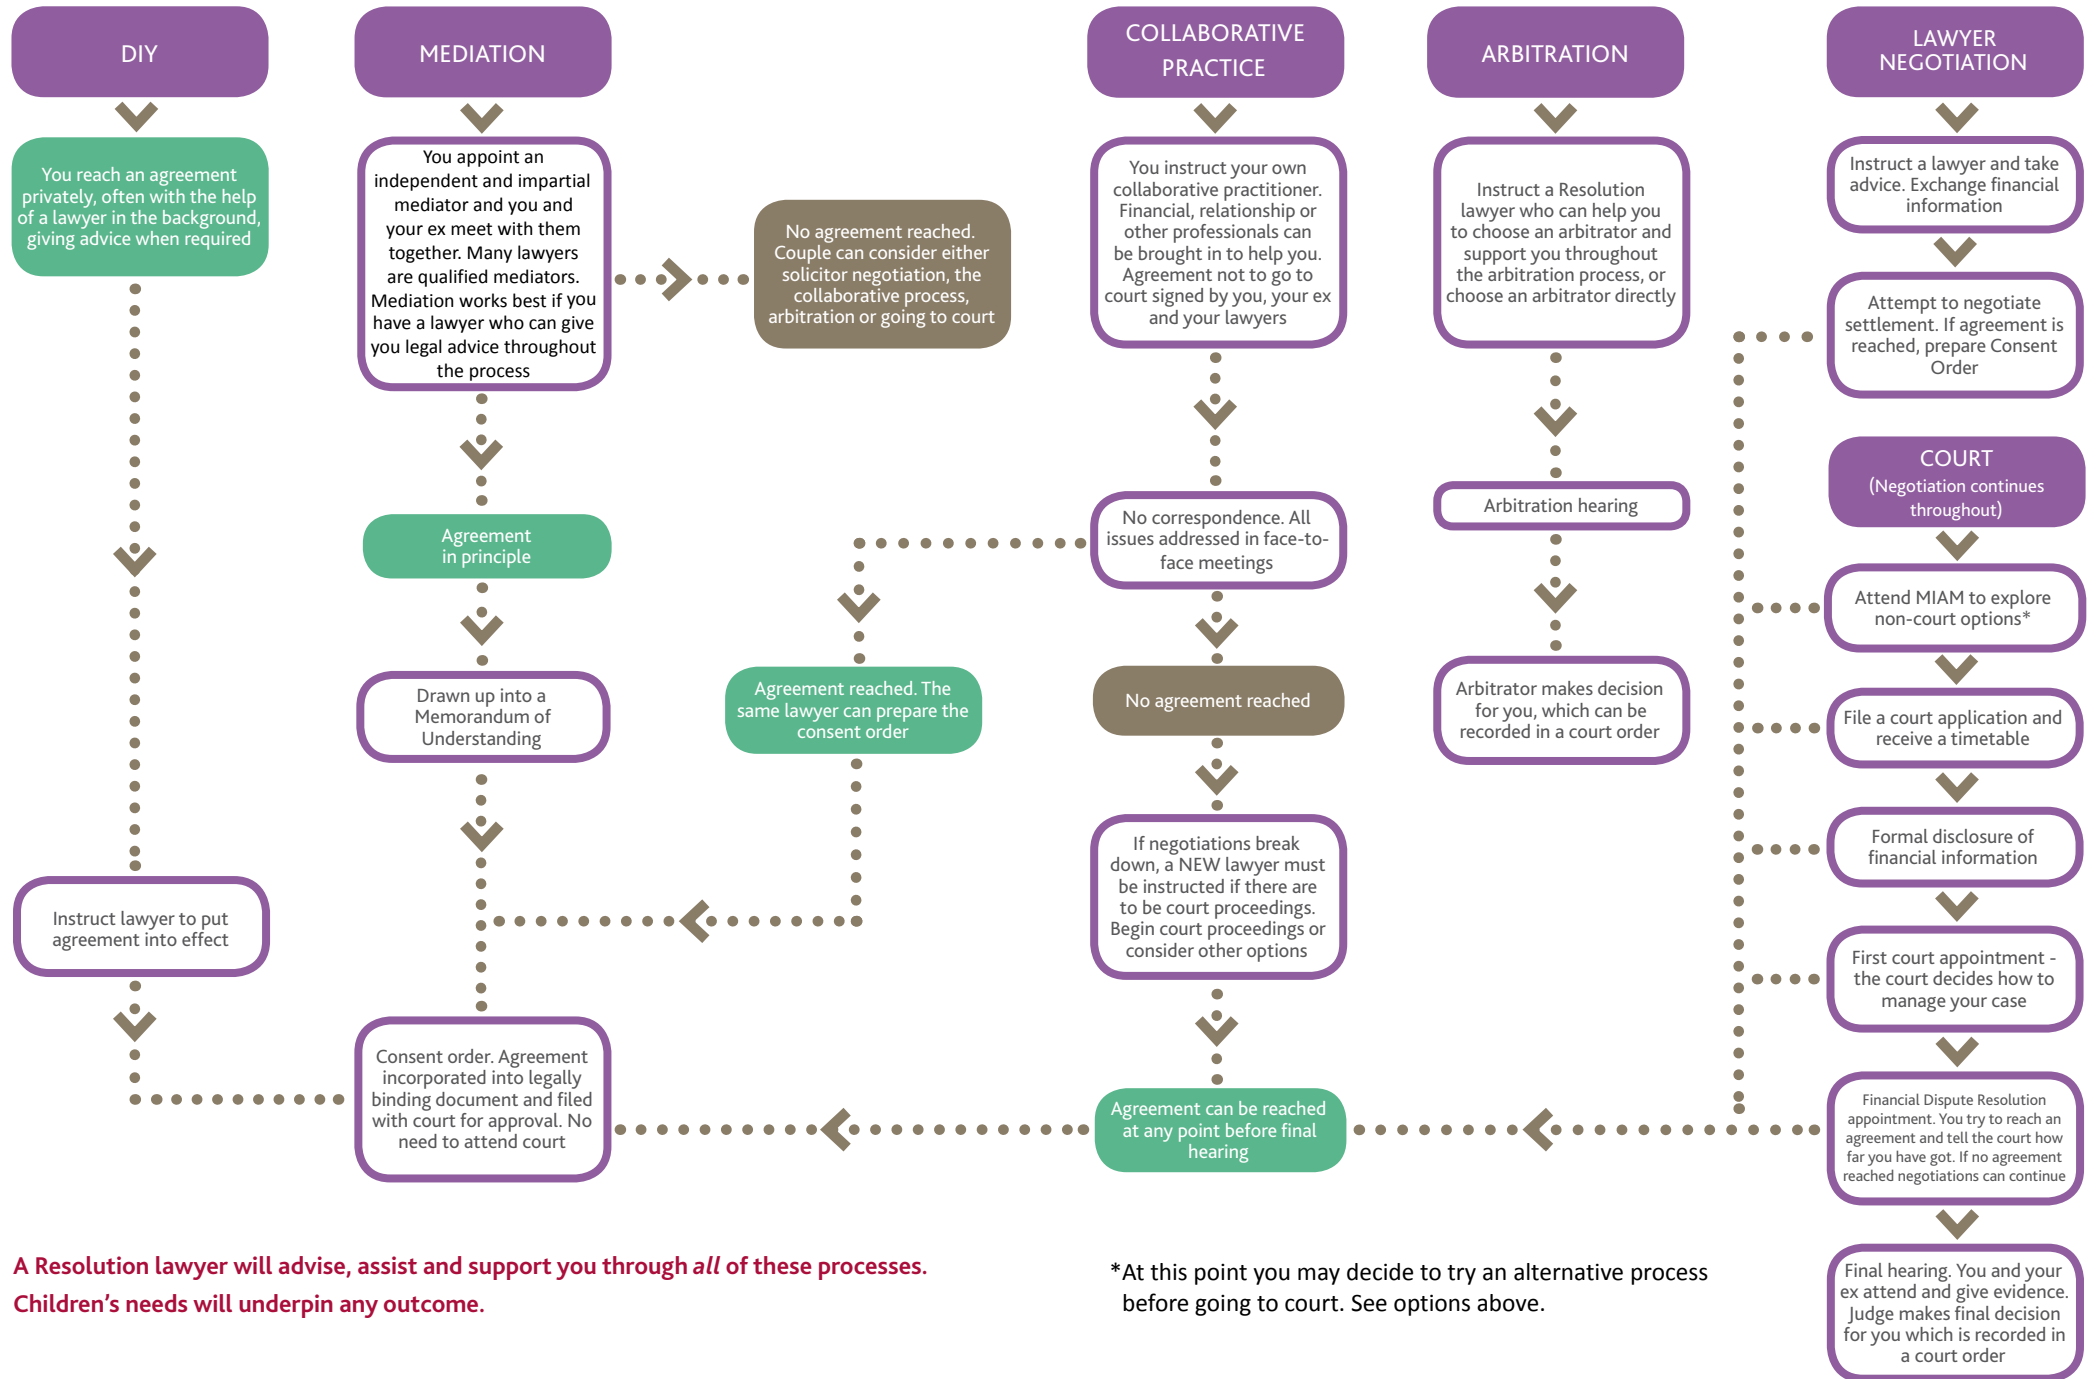 DIY
You reach an agreement
privately, often with the help
of a lawyer in the background,
giving advice when required
Instruct lawyer to put
agreement into effect
MEDIATION
You appoint an
independent and impartial
mediator and you and
your ex meet with them
together. Many lawyers
are qualified mediators.
Mediation works best if you
have a lawyer who can give
you legal advice throughout
the process
No agreement reached.
Couple can consider either
solicitor negotiation, the
collaborative process,
arbitration or going to court
Agreement
in principle
Drawn up into a
Memorandum of
Understanding
Consent order. Agreement
incorporated into legally
binding document and filed
with court for approval. No
need to attend court
COLLABORATIVE
PRACTICE
You instruct your own
collaborative practitioner.
Financial, relationship or
other professionals can
be brought in to help you.
Agreement not to go to
court signed by you, your ex
and your lawyers
No correspondence. All
issues addressed in face-to-
face meetings
Agreement reached. The
same lawyer can prepare the
consent order
No agreement reached
If negotiations break
down, a NEW lawyer must
be instructed if there are
to be court proceedings.
Begin court proceedings or
consider other options
Agreement can be reached
at any point before final
hearing
ARBITRATION
Instruct a Resolution
lawyer who can help you
to choose an arbitrator and
support you throughout
the arbitration process, or
choose an arbitrator directly
Arbitration hearing
Arbitrator makes decision
for you, which can be
recorded in a court order
LAWYER
NEGOTIATION
Instruct a lawyer and take
advice. Exchange financial
information
Attempt to negotiate
settlement. If agreement is
reached, prepare Consent
Order
COURT
(Negotiation continues
throughout)
Attend MIAM to explore
non-court options*
File a court application and
receive a timetable
Formal disclosure of
financial information
First court appointment -
the court decides how to
manage your case
Financial Dispute Resolution
appointment. You try to reach an
agreement and tell the court how
far you have got. If no agreement
reached negotiations can continue
Final hearing. You and your
ex attend and give evidence.
Judge makes final decision
for you which is recorded in
a court order
A Resolution lawyer will advise, assist and support you through all of these processes.
Children's needs will underpin any outcome.
*At this point you may decide to try an alternative process
before going to court. See options above.